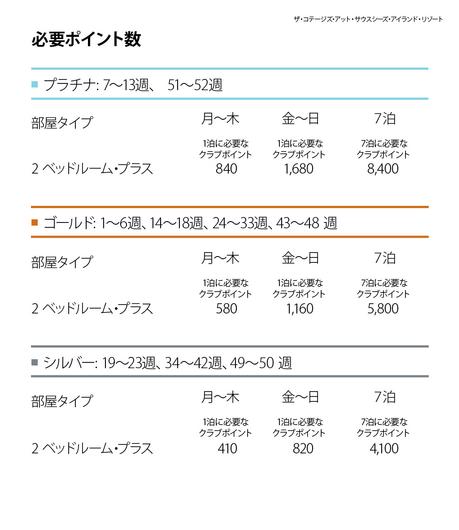 ザ・コテージズ・アット・サウスシーズ・アイランド・リゾート
必要ポイント数
プラチナ: 7～13週、 51～52週
部屋タイプ 月～木 金～日 7泊
1泊に必要な 1泊に必要な 7泊に必要な
クラブポイント クラブポイント クラブポイント
2 ベッドルーム・プラス 840 1,680 8,400
ゴールド: 1～6週、14～18週、24～33週、43～48 週
部屋タイプ 月～木 金～日 7泊
1泊に必要な 1泊に必要な 7泊に必要な
クラブポイント クラブポイント クラブポイント
2 ベッドルーム・プラス 580 1,160 5,800
シルバー: 19～23週、34～42週、49～50 週
部屋タイプ 月～木 金～日 7泊
1泊に必要な 1泊に必要な 7泊に必要な
クラブポイント クラブポイント クラブポイント
2 ベッドルーム・プラス 410 820 4,100